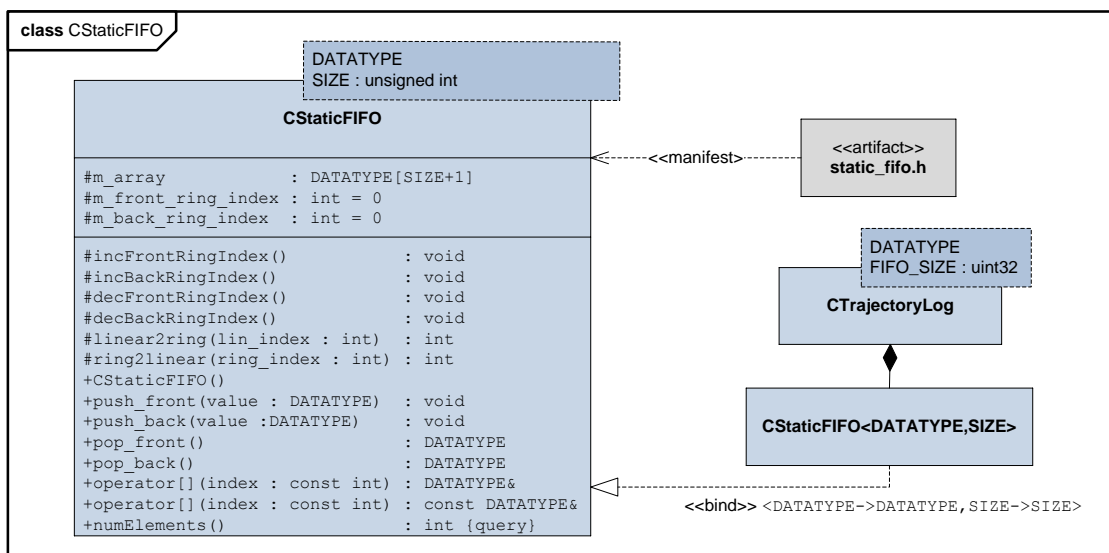 class CStaticFIFO
DATATYPE
SIZE : unsigned int
CStaticFIFO
#m_array : DATATYPE[SIZE+1]
#m_front_ring_index : int = 0
#m_back_ring_index : int = 0
#incFrontRingIndex() : void
#incBackRingIndex() : void
#decFrontRingIndex() : void
#decBackRingIndex() : void
#linear2ring(lin_index : int) : int
#ring2linear(ring_index : int) : int
+CStaticFIFO()
+push_front(value : DATATYPE) : void
+push_back(value :DATATYPE) : void
+pop_front() : DATATYPE
+pop_back() : DATATYPE
+operator[](index : const int) : DATATYPE&
+operator[](index : const int) : const DATATYPE&
+numElements() : int {query}
<<manifest>
<<artifact>>
static_fifo.h
DATATYPE
FIFO_SIZE : uint32
CTrajectoryLog
CStaticFIFO<DATATYPE,SIZE>
<<bind>> <DATATYPE->DATATYPE,SIZE->SIZE>